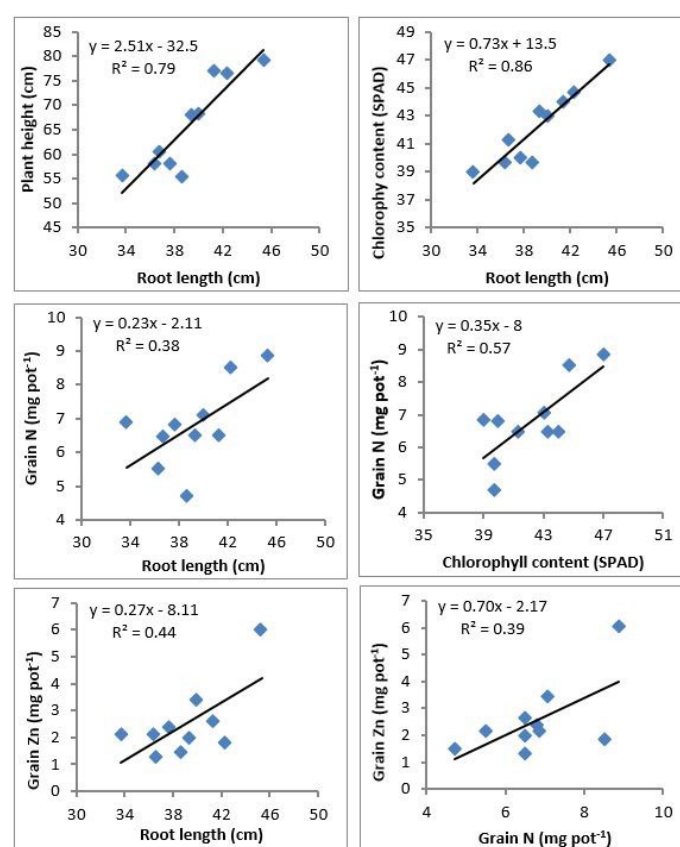 y = 2.51x - 32.5
R² = 0.79
Plant height (cm)
85
80
75
70
65
60
55
50
45
30 34 38 42 46 50
Root length (cm)
y = 0.73x + 13.5
R² = 0.86
Chlorophy content (SPAD)
49
47
45
43
41
39
37
35
30 34 38 42 46 50
Root length (cm)
y = 0.23x - 2.11
R² = 0.38
Grain N (mg pot⁻¹)
10
9
8
7
6
5
4
30 34 38 42 46 50
Root length (cm)
y = 0.35x - 8
R² = 0.57
Grain N (mg pot⁻¹)
10
9
8
7
6
5
4
35 39 43 47 51
Chlorophyll content (SPAD)
y = 0.27x - 8.11
R² = 0.44
Grain Zn (mg pot⁻¹)
7
6
5
4
3
2
1
0
30 34 38 42 46 50
Root length (cm)
y = 0.70x - 2.17
R² = 0.39
Grain Zn (mg pot⁻¹)
7
6
5
4
3
2
1
0
4 6 8 10
Grain N (mg pot⁻¹)